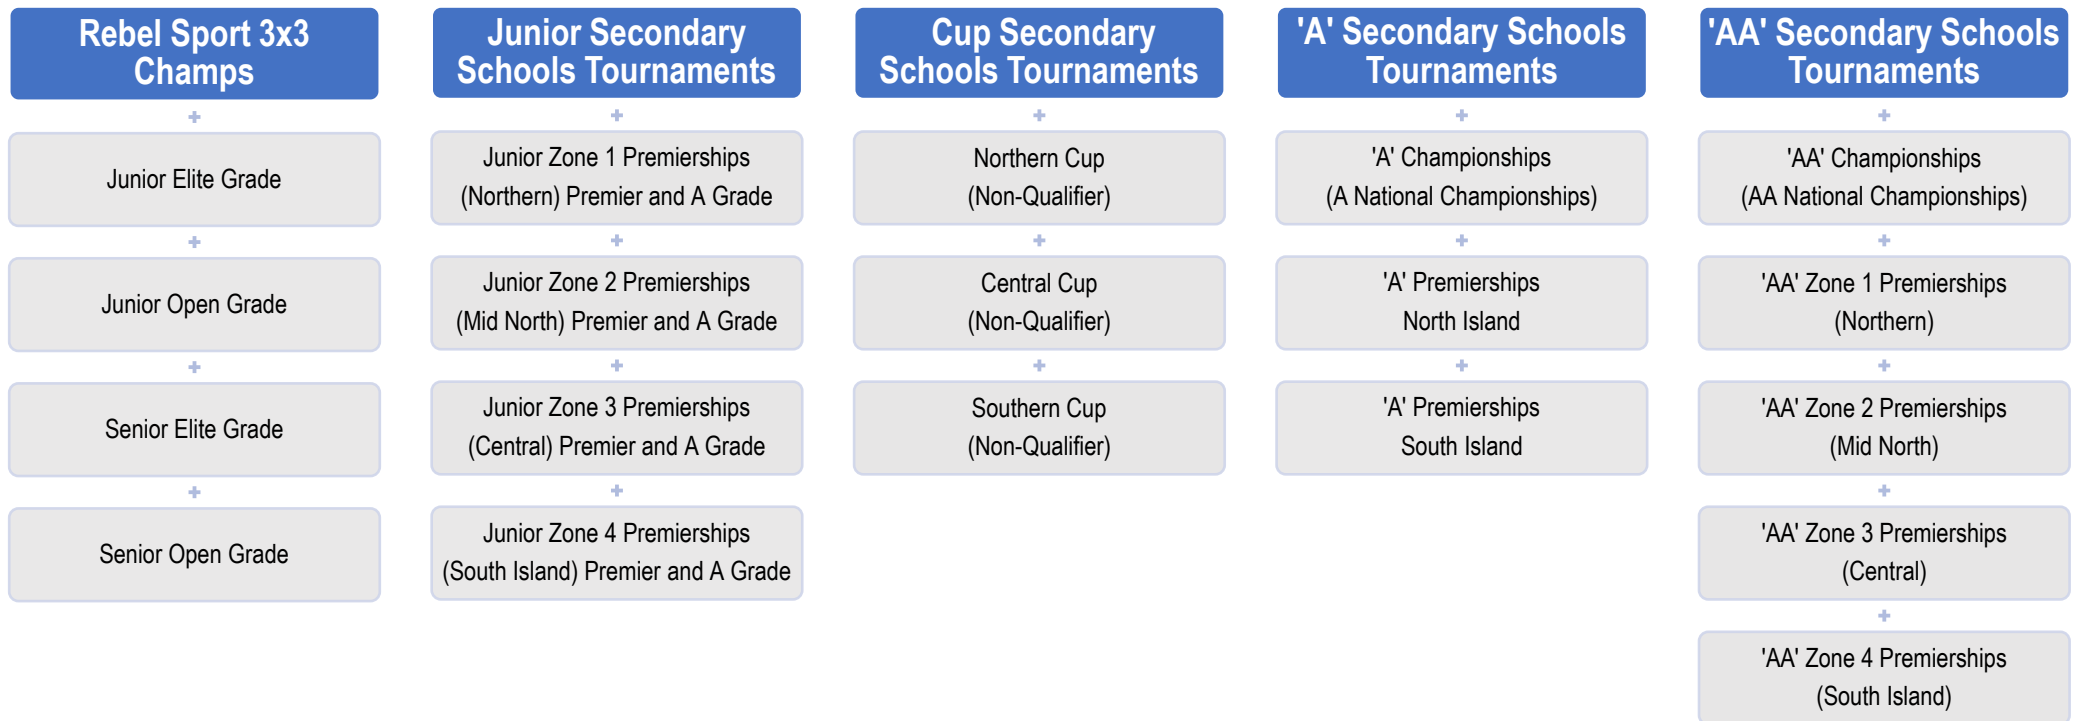 Rebel Sport 3x3
Champs
Junior Elite Grade
Junior Open Grade
Senior Elite Grade
Senior Open Grade
Junior Secondary
Schools Tournaments
Junior Zone 1 Premierships
(Northern) Premier and A Grade
Junior Zone 2 Premierships
(Mid North) Premier and A Grade
Junior Zone 3 Premierships
(Central) Premier and A Grade
Junior Zone 4 Premierships
(South Island) Premier and A Grade
Cup Secondary
Schools Tournaments
Northern Cup
(Non-Qualifier)
Central Cup
(Non-Qualifier)
Southern Cup
(Non-Qualifier)
'A' Secondary Schools
Tournaments
'A' Championships
(A National Championships)
'A' Premierships
North Island
'A' Premierships
South Island
'AA' Secondary Schools
Tournaments
'AA' Championships
(AA National Championships)
'AA' Zone 1 Premierships
(Northern)
'AA' Zone 2 Premierships
(Mid North)
'AA' Zone 3 Premierships
(Central)
'AA' Zone 4 Premierships
(South Island)